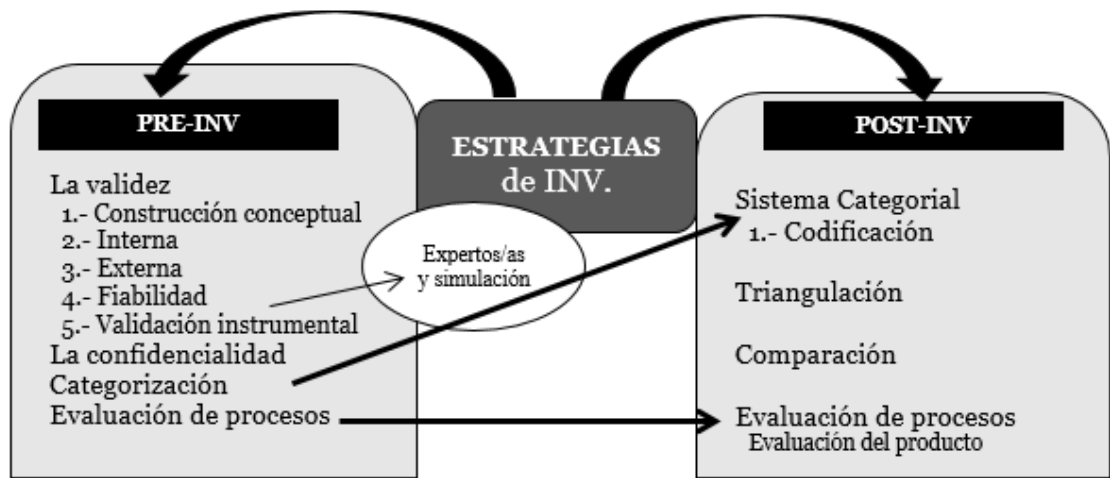 PRE-INV
La validez
1.- Construcción conceptual
2.- Interna
3.- Externa
4.- Fiabilidad
5.- Validación instrumental
La confidencialidad
Categorización
Evaluación de procesos
ESTRATEGIAS
de INV.
Expertos/as
y simulación
POST-INV
Sistema Categorial
1.- Codificación
Triangulación
Comparación
Evaluación de procesos
Evaluación del producto